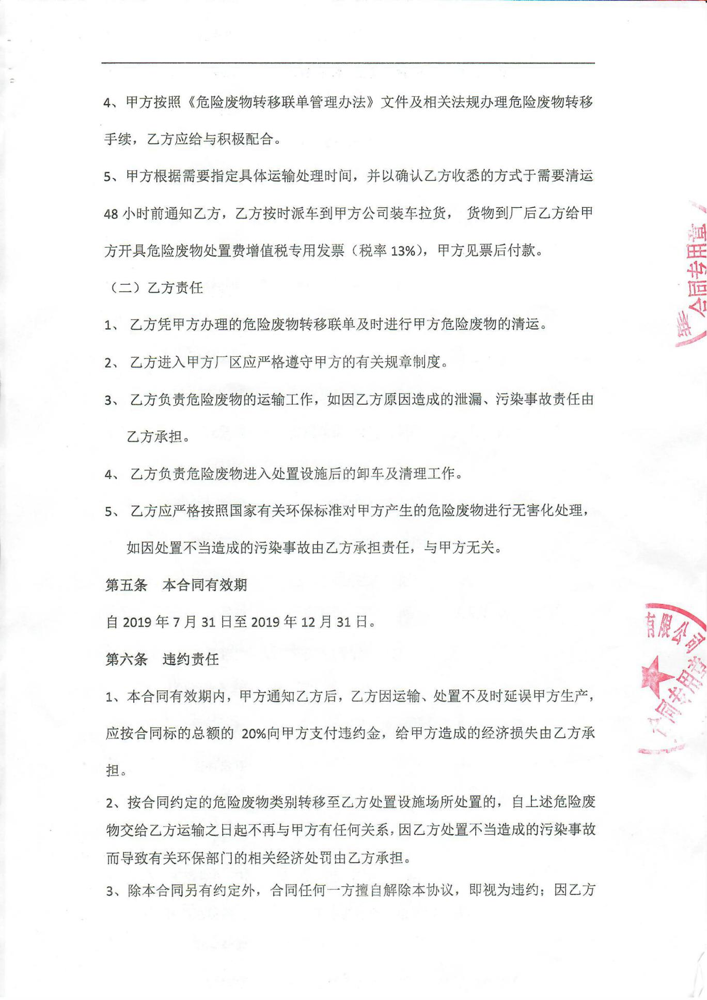 4、甲方按照《危险废物转移联单管理办法》文件及相关法规办理危险废物转移
手续，乙方应给与积极配合。
5、甲方根据需要指定具体运输处理时间，并以确认乙方收悉的方式于需要清运
48 小时前通知乙方，乙方按时派车到甲方公司装车拉货， 货物到厂后乙方给甲
方开具危险废物处置费增值税专用发票（税率 13%），甲方见票后付款。
（二）乙方责任
1、 乙方凭甲方办理的危险废物转移联单及时进行甲方危险废物的清运。
2、 乙方进入甲方厂区应严格遵守甲方的有关规章制度。
3、 乙方负责危险废物的运输工作，如因乙方原因造成的泄漏、污染事故责任由
乙方承担。
4、 乙方负责危险废物进入处置设施后的卸车及清理工作。
5、 乙方应严格按照国家有关环保标准对甲方产生的危险废物进行无害化处理，
如因处置不当造成的污染事故由乙方承担责任，与甲方无关。
第五条 本合同有效期
自 2019 年 7 月 31 日至 2019 年 12 月 31 日。
第六条 违约责任
1、本合同有效期内，甲方通知乙方后，乙方因运输、处置不及时延误甲方生产，
应按合同标的总额的 20%向甲方支付违约金，给甲方造成的经济损失由乙方承
担。
2、按合同约定的危险废物类别转移至乙方处置设施场所处置的，自上述危险废
物交给乙方运输之日起不再与甲方有任何关系，因乙方处置不当造成的污染事故
而导致有关环保部门的相关经济处罚由乙方承担。
3、除本合同另有约定外，合同任何一方擅自解除本协议，即视为违约；因乙方
合同专用章
有限公司
合同专用章